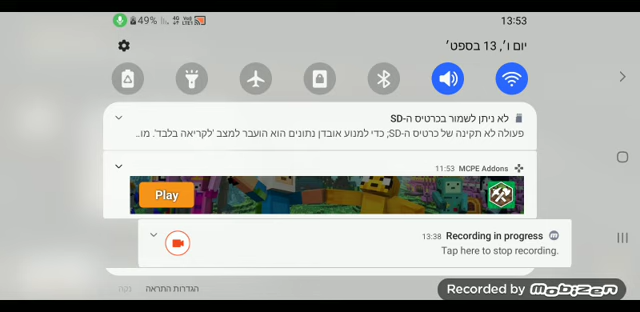 49% 13:53
יום ו׳, 13 בספט׳
לא ניתן לשמור בכרטיס ה-SD
פעולה לא תקינה של כרטיס ה-SD; כדי למנוע אובדן נתונים הוא הועבר למצב 'לקריאה בלבד'. מו..
MCPE Addons 11:53
Play
Recording in progress 13:38
Tap here to stop recording.
הגדרות התראה
נקה
Recorded by MOBIZEN